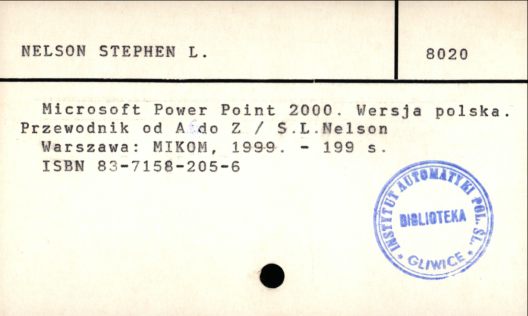 NELSON STEPHEN L.
8020
Microsoft Power Point 2000. Wersja polska.
Przewodnik od A do Z / S.L.Nelson
Warszawa: MIKOM, 1999. - 199 s.
ISBN 83-7158-205-6
* INSTYTUT AUTOMATYKI POL. ŚL. *
BIBLIOTEKA
GLIWICE